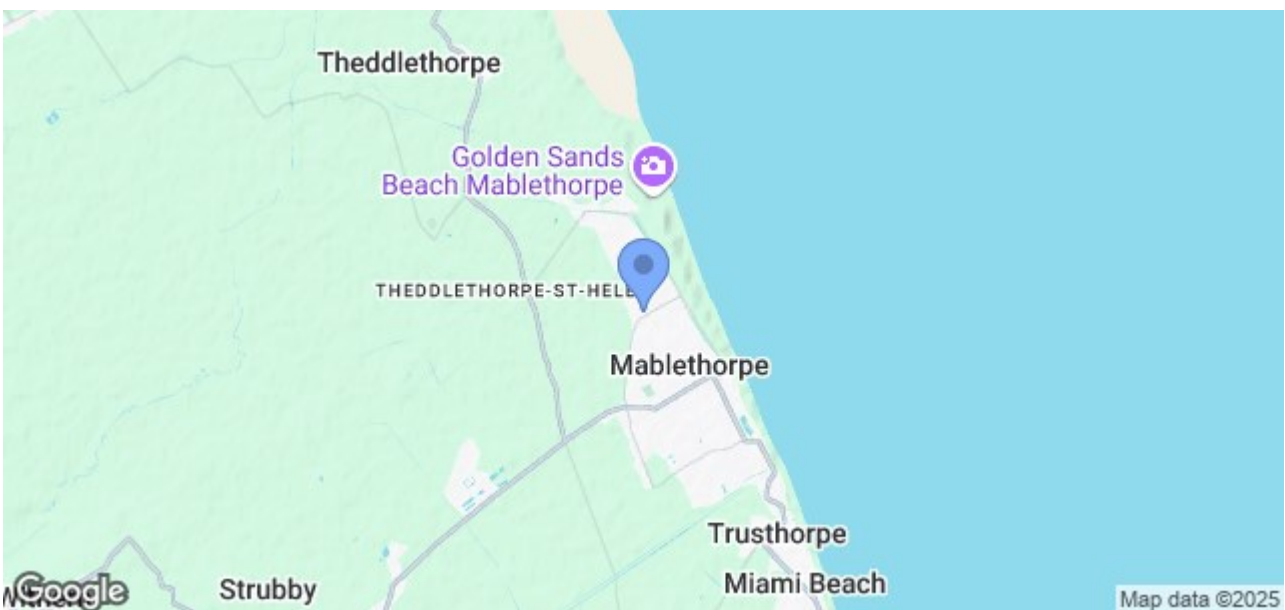 Theddlethorpe
Golden Sands
Beach Mablethorpe
THEDDLETHORPE-ST-HELE
Mablethorpe
Trusthorpe
Miami Beach
Strubby
Google
Map data ©2025